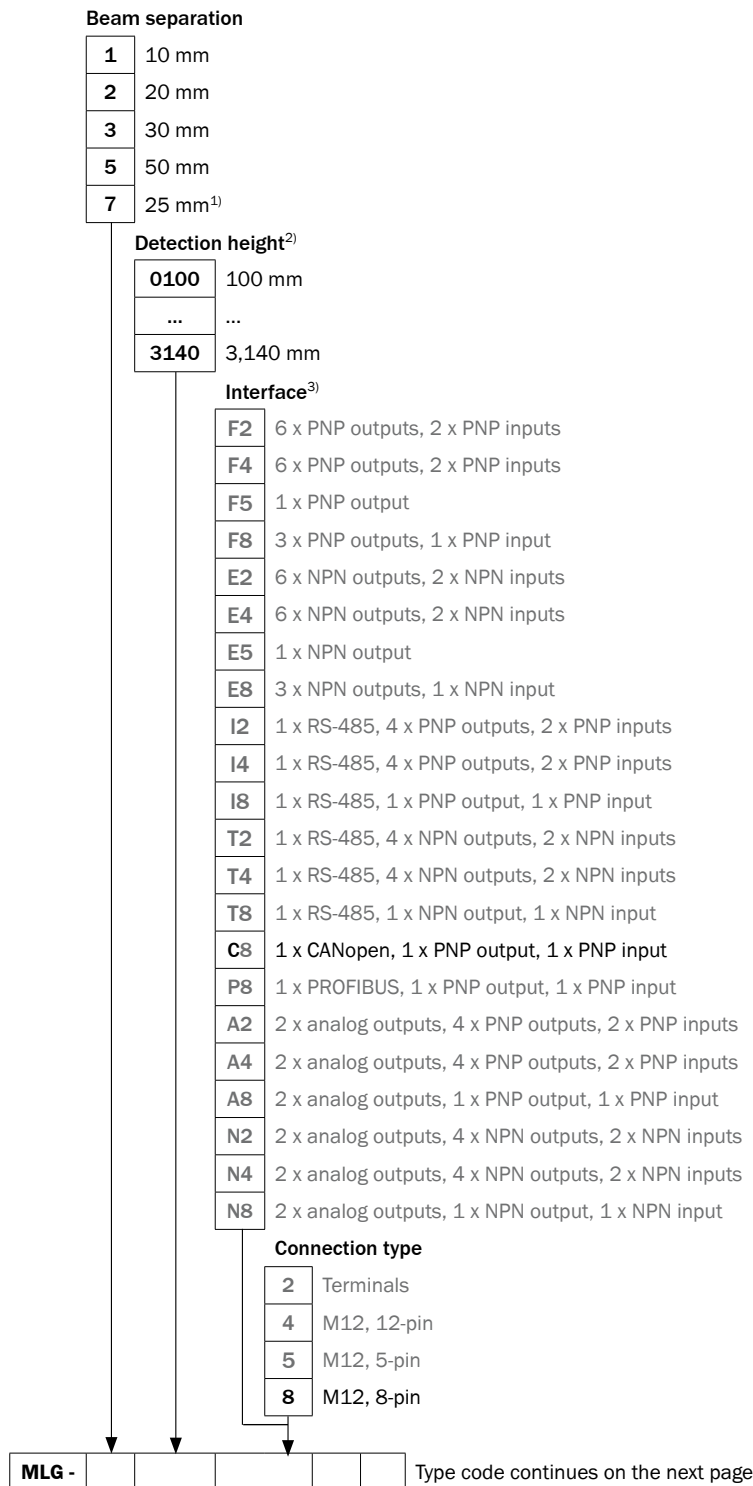 Beam separation
1 10 mm
2 20 mm
3 30 mm
5 50 mm
7 25 mm1)
Detection height2)
0100 100 mm
... ...
3140 3,140 mm
Interface3)
F2 6 x PNP outputs, 2 x PNP inputs
F4 6 x PNP outputs, 2 x PNP inputs
F5 1 x PNP output
F8 3 x PNP outputs, 1 x PNP input
E2 6 x NPN outputs, 2 x NPN inputs
E4 6 x NPN outputs, 2 x NPN inputs
E5 1 x NPN output
E8 3 x NPN outputs, 1 x NPN input
I2 1 x RS-485, 4 x PNP outputs, 2 x PNP inputs
I4 1 x RS-485, 4 x PNP outputs, 2 x PNP inputs
I8 1 x RS-485, 1 x PNP output, 1 x PNP input
T2 1 x RS-485, 4 x NPN outputs, 2 x NPN inputs
T4 1 x RS-485, 4 x NPN outputs, 2 x NPN inputs
T8 1 x RS-485, 1 x NPN output, 1 x NPN input
C8 1 x CANopen, 1 x PNP output, 1 x PNP input
P8 1 x PROFIBUS, 1 x PNP output, 1 x PNP input
A2 2 x analog outputs, 4 x PNP outputs, 2 x PNP inputs
A4 2 x analog outputs, 4 x PNP outputs, 2 x PNP inputs
A8 2 x analog outputs, 1 x PNP output, 1 x PNP input
N2 2 x analog outputs, 4 x NPN outputs, 2 x NPN inputs
N4 2 x analog outputs, 4 x NPN outputs, 2 x NPN inputs
N8 2 x analog outputs, 1 x NPN output, 1 x NPN input
Connection type
2 Terminals
4 M12, 12-pin
5 M12, 5-pin
8 M12, 8-pin
MLG - Type code continues on the next page